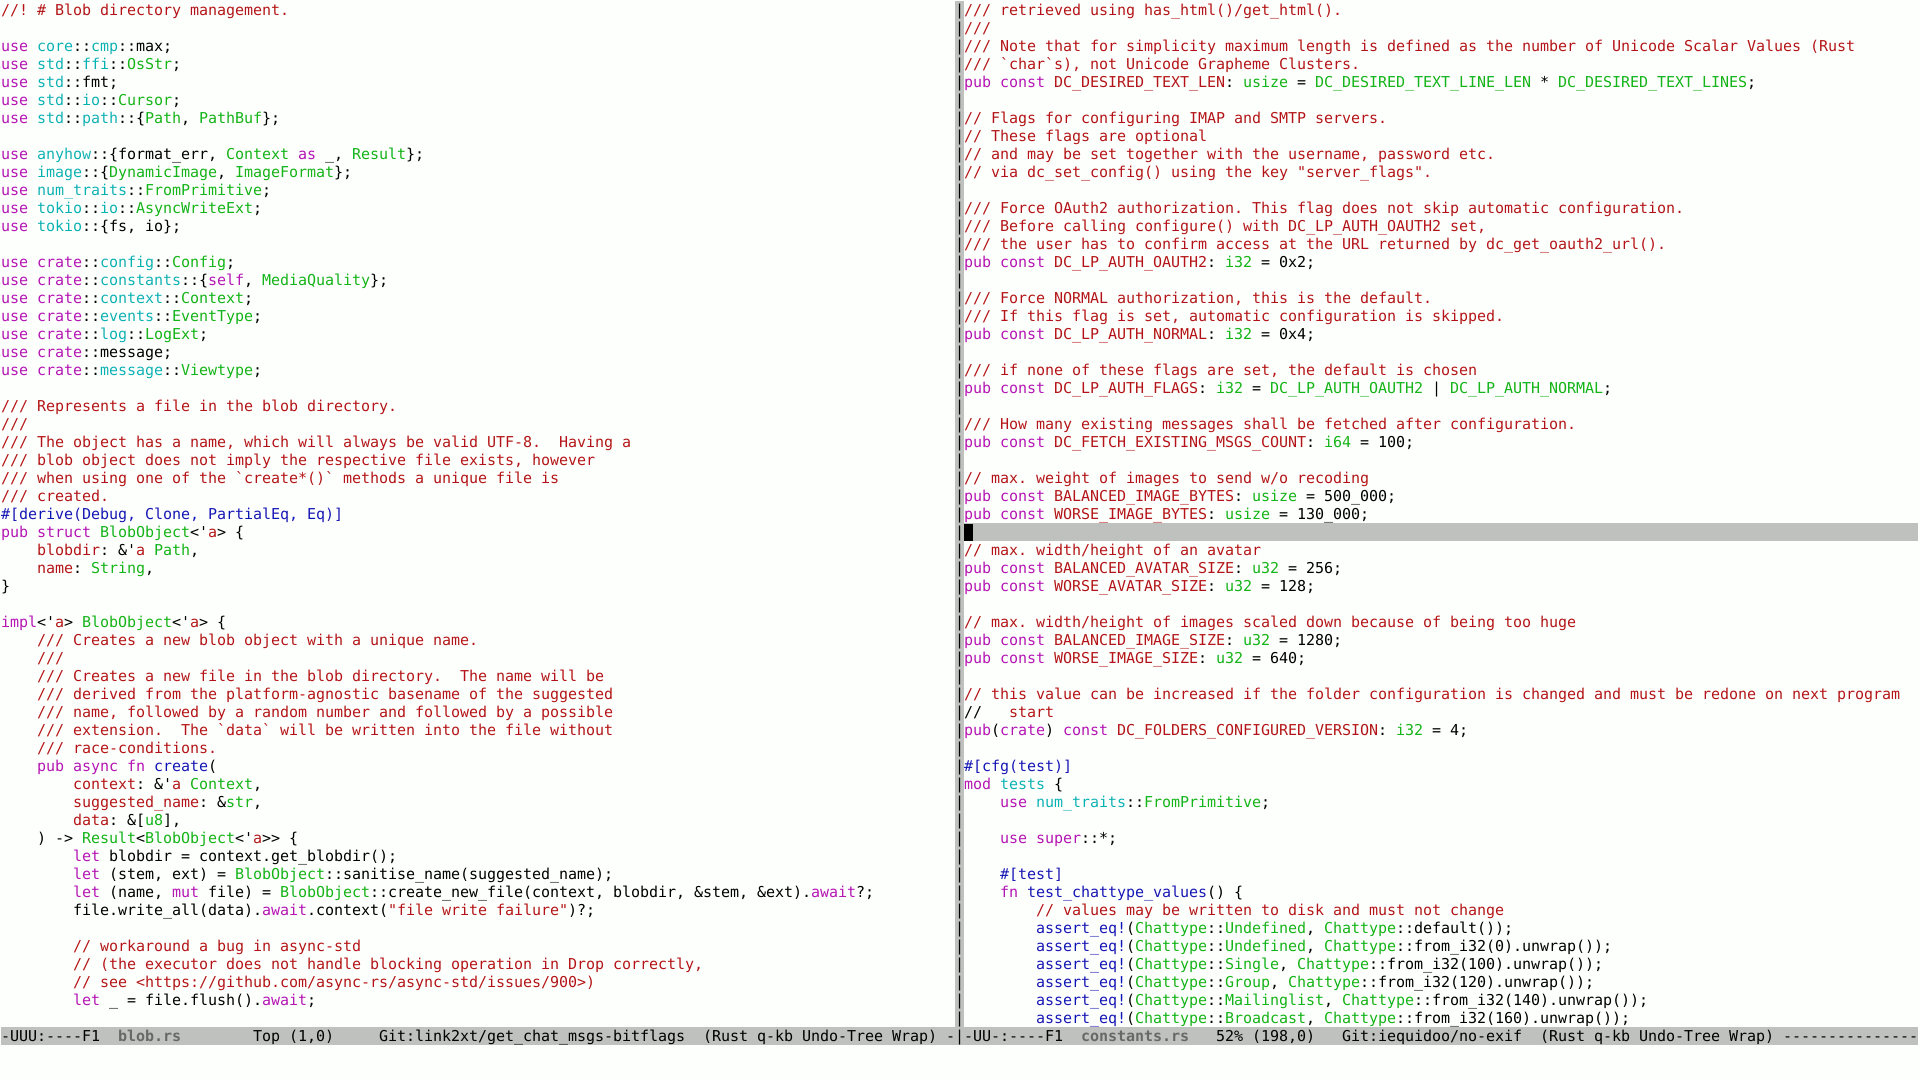 //! # Blob directory management.

use core::cmp::max;
use std::ffi::OsStr;
use std::fmt;
use std::io::Cursor;
use std::path::{Path, PathBuf};

use anyhow::{format_err, Context as _, Result};
use image::{DynamicImage, ImageFormat};
use num_traits::FromPrimitive;
use tokio::io::AsyncWriteExt;
use tokio::{fs, io};

use crate::config::Config;
use crate::constants::{self, MediaQuality};
use crate::context::Context;
use crate::events::EventType;
use crate::log::LogExt;
use crate::message;
use crate::message::Viewtype;

/// Represents a file in the blob directory.
///
/// The object has a name, which will always be valid UTF-8.  Having a
/// blob object does not imply the respective file exists, however
/// when using one of the `create*()` methods a unique file is
/// created.
#[derive(Debug, Clone, PartialEq, Eq)]
pub struct BlobObject<'a> {
    blobdir: &'a Path,
    name: String,
}

impl<'a> BlobObject<'a> {
    /// Creates a new blob object with a unique name.
    ///
    /// Creates a new file in the blob directory.  The name will be
    /// derived from the platform-agnostic basename of the suggested
    /// name, followed by a random number and followed by a possible
    /// extension.  The `data` will be written into the file without
    /// race-conditions.
    pub async fn create(
        context: &'a Context,
        suggested_name: &str,
        data: &[u8],
    ) -> Result<BlobObject<'a>> {
        let blobdir = context.get_blobdir();
        let (stem, ext) = BlobObject::sanitise_name(suggested_name);
        let (name, mut file) = BlobObject::create_new_file(context, blobdir, &stem, &ext).await?;
        file.write_all(data).await.context("file write failure")?;

        // workaround a bug in async-std
        // (the executor does not handle blocking operation in Drop correctly,
        // see <https://github.com/async-rs/async-std/issues/900>)
        let _ = file.flush().await;
-UUU:----F1  blob.rs        Top (1,0)     Git:link2xt/get_chat_msgs-bitflags  (Rust q-kb Undo-Tree Wrap) -
/// retrieved using has_html()/get_html().
///
/// Note that for simplicity maximum length is defined as the number of Unicode Scalar Values (Rust
/// `char`s), not Unicode Grapheme Clusters.
pub const DC_DESIRED_TEXT_LEN: usize = DC_DESIRED_TEXT_LINE_LEN * DC_DESIRED_TEXT_LINES;

// Flags for configuring IMAP and SMTP servers.
// These flags are optional
// and may be set together with the username, password etc.
// via dc_set_config() using the key "server_flags".

/// Force OAuth2 authorization. This flag does not skip automatic configuration.
/// Before calling configure() with DC_LP_AUTH_OAUTH2 set,
/// the user has to confirm access at the URL returned by dc_get_oauth2_url().
pub const DC_LP_AUTH_OAUTH2: i32 = 0x2;

/// Force NORMAL authorization, this is the default.
/// If this flag is set, automatic configuration is skipped.
pub const DC_LP_AUTH_NORMAL: i32 = 0x4;

/// if none of these flags are set, the default is chosen
pub const DC_LP_AUTH_FLAGS: i32 = DC_LP_AUTH_OAUTH2 | DC_LP_AUTH_NORMAL;

/// How many existing messages shall be fetched after configuration.
pub const DC_FETCH_EXISTING_MSGS_COUNT: i64 = 100;

// max. weight of images to send w/o recoding
pub const BALANCED_IMAGE_BYTES: usize = 500_000;
pub const WORSE_IMAGE_BYTES: usize = 130_000;

// max. width/height of an avatar
pub const BALANCED_AVATAR_SIZE: u32 = 256;
pub const WORSE_AVATAR_SIZE: u32 = 128;

// max. width/height of images scaled down because of being too huge
pub const BALANCED_IMAGE_SIZE: u32 = 1280;
pub const WORSE_IMAGE_SIZE: u32 = 640;

// this value can be increased if the folder configuration is changed and must be redone on next program
//   start
pub(crate) const DC_FOLDERS_CONFIGURED_VERSION: i32 = 4;

#[cfg(test)]
mod tests {
    use num_traits::FromPrimitive;

    use super::*;

    #[test]
    fn test_chattype_values() {
        // values may be written to disk and must not change
        assert_eq!(Chattype::Undefined, Chattype::default());
        assert_eq!(Chattype::Undefined, Chattype::from_i32(0).unwrap());
        assert_eq!(Chattype::Single, Chattype::from_i32(100).unwrap());
        assert_eq!(Chattype::Group, Chattype::from_i32(120).unwrap());
        assert_eq!(Chattype::Mailinglist, Chattype::from_i32(140).unwrap());
        assert_eq!(Chattype::Broadcast, Chattype::from_i32(160).unwrap());
-UU-:----F1  constants.rs   52% (198,0)   Git:iequidoo/no-exif  (Rust q-kb Undo-Tree Wrap) ---------------